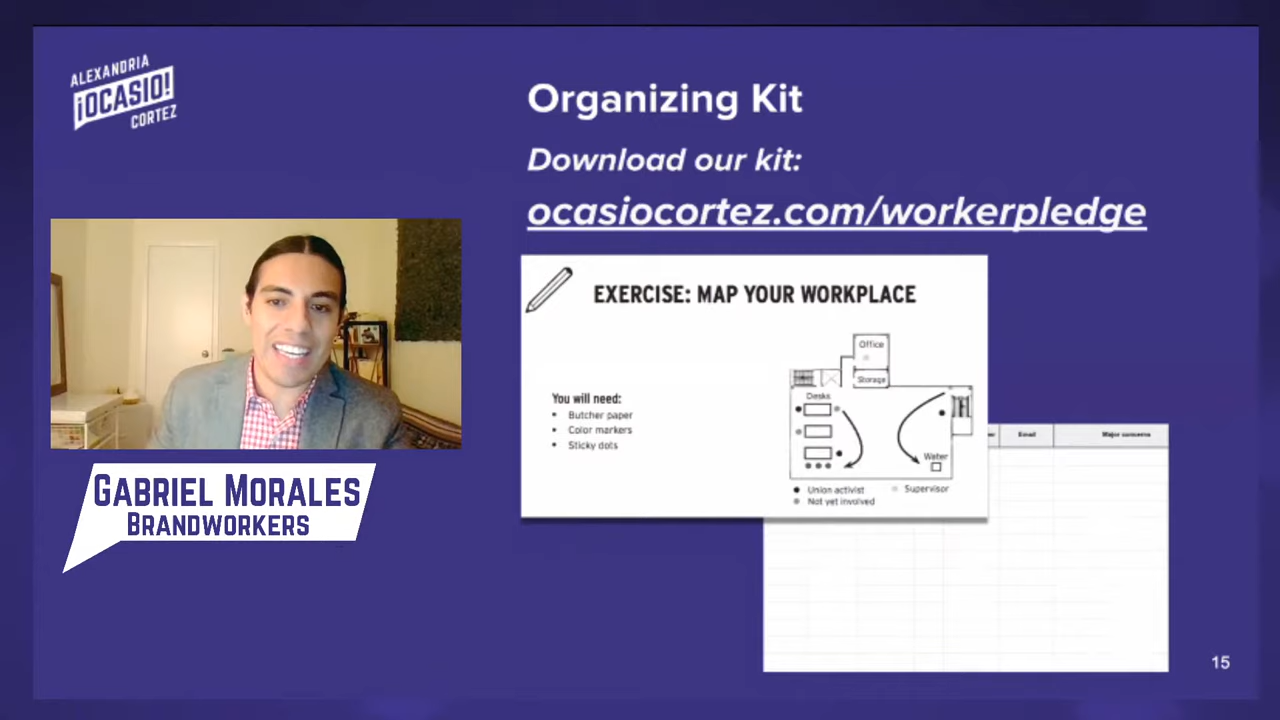 ALEXANDRIA
¡OCASIO!
CORTEZ
Organizing Kit
Download our kit:
ocasiocortez.com/workerpledge
EXERCISE: MAP YOUR WORKPLACE
You will need:
• Butcher paper
• Color markers
• Sticky dots
Office
Storage
Desks
Water
Union activist
Supervisor
Not yet involved
Email
Major concerns
GABRIEL MORALES
BRANDWORKERS
15